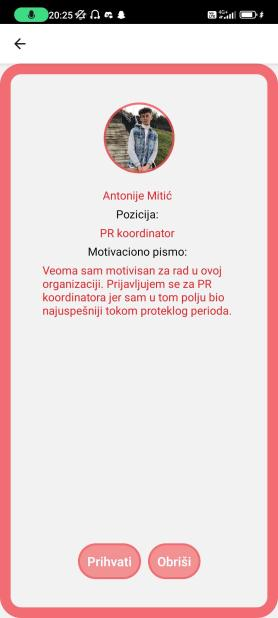 20:25
Antonije Mitić
Pozicija:
PR koordinator
Motivaciono pismo:
Veoma sam motivisan za rad u ovoj
organizaciji. Prijavljujem se za PR
koordinatora jer sam u tom polju bio
najuspešniji tokom proteklog perioda.
Prihvati
Obriši